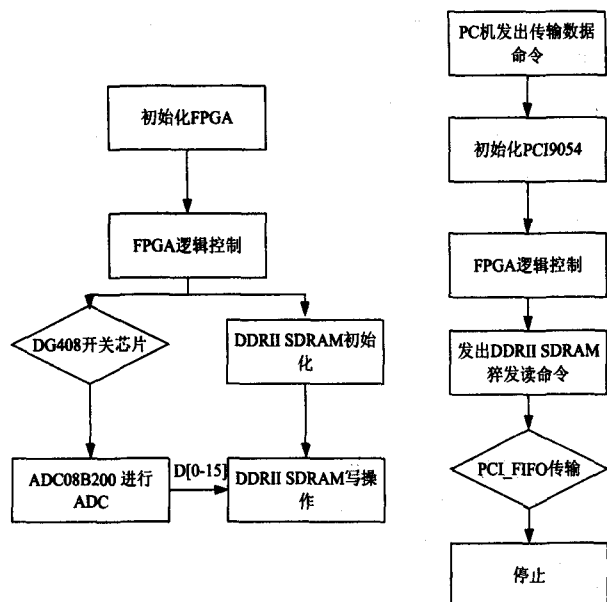 初始化FPGA
FPGA逻辑控制
DG408开关芯片
DDRII SDRAM初始
化
ADC08B200 进行
ADC
D[0-15]
DDRII SDRAM写操
作
PC机发出传输数据
命令
初始化PCI9054
FPGA逻辑控制
发出DDRII SDRAM
猝发读命令
PCI_FIFO传输
停止